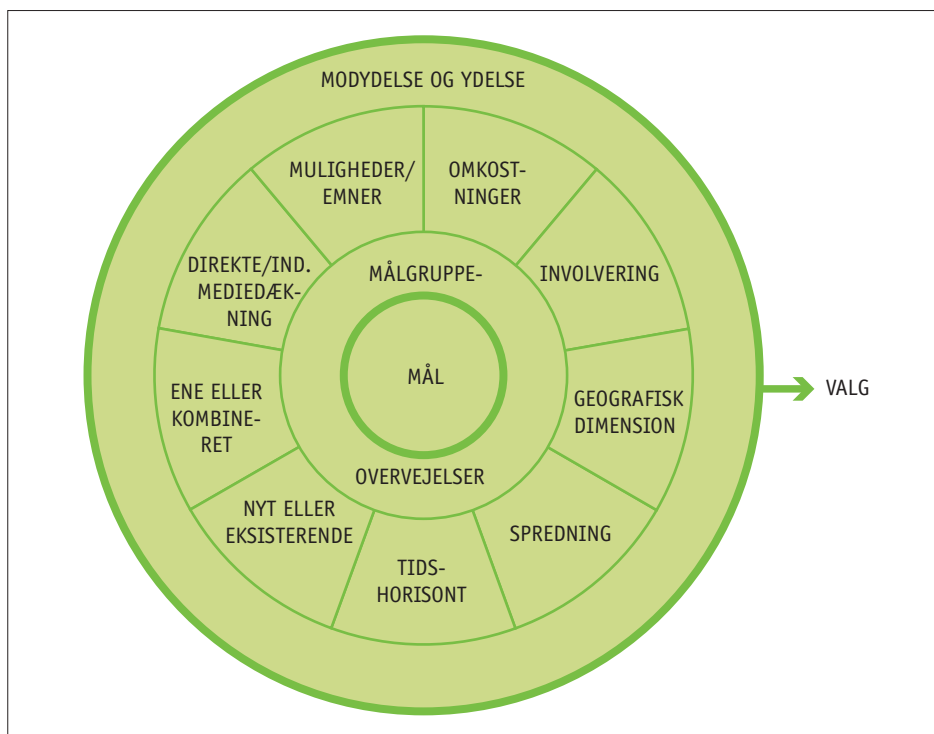 MODYDELSE OG YDELSE
MULIGHEDER/
EMNER
OMKOST-
NINGER
DIREKTE/IND.
MEDIEDÆK-
NING
MÅLGRUPPE-
INVOLVERING
MÅL
VALG
ENE ELLER
KOMBINE-
RET
GEOGRAFISK
DIMENSION
OVERVEJELSER
NYT ELLER
EKSISTERENDE
SPREDNING
TIDS-
HORISONT